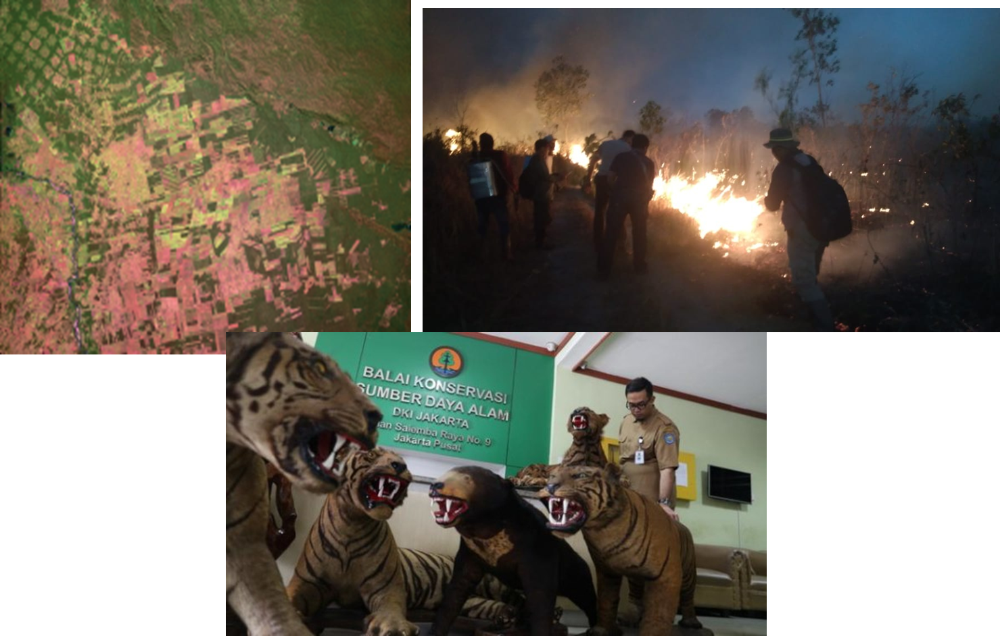 BALAI KONSERVASI
SUMBER DAYA ALAM
DKI JAKARTA
Salemba Raya No. 9
Jakarta Pusat